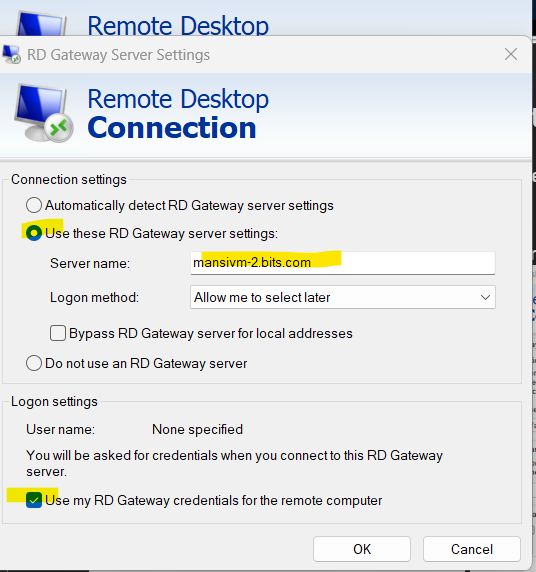 Remote Desktop
RD Gateway Server Settings
Remote Desktop
Connection
Connection settings
Automatically detect RD Gateway server settings
Use these RD Gateway server settings:
Server name:
mansivm-2.bits.com
Logon method:
Allow me to select later
Bypass RD Gateway server for local addresses
Do not use an RD Gateway server
Logon settings
User name:
None specified
You will be asked for credentials when you connect to this RD Gateway
server.
Use my RD Gateway credentials for the remote computer
OK
Cancel